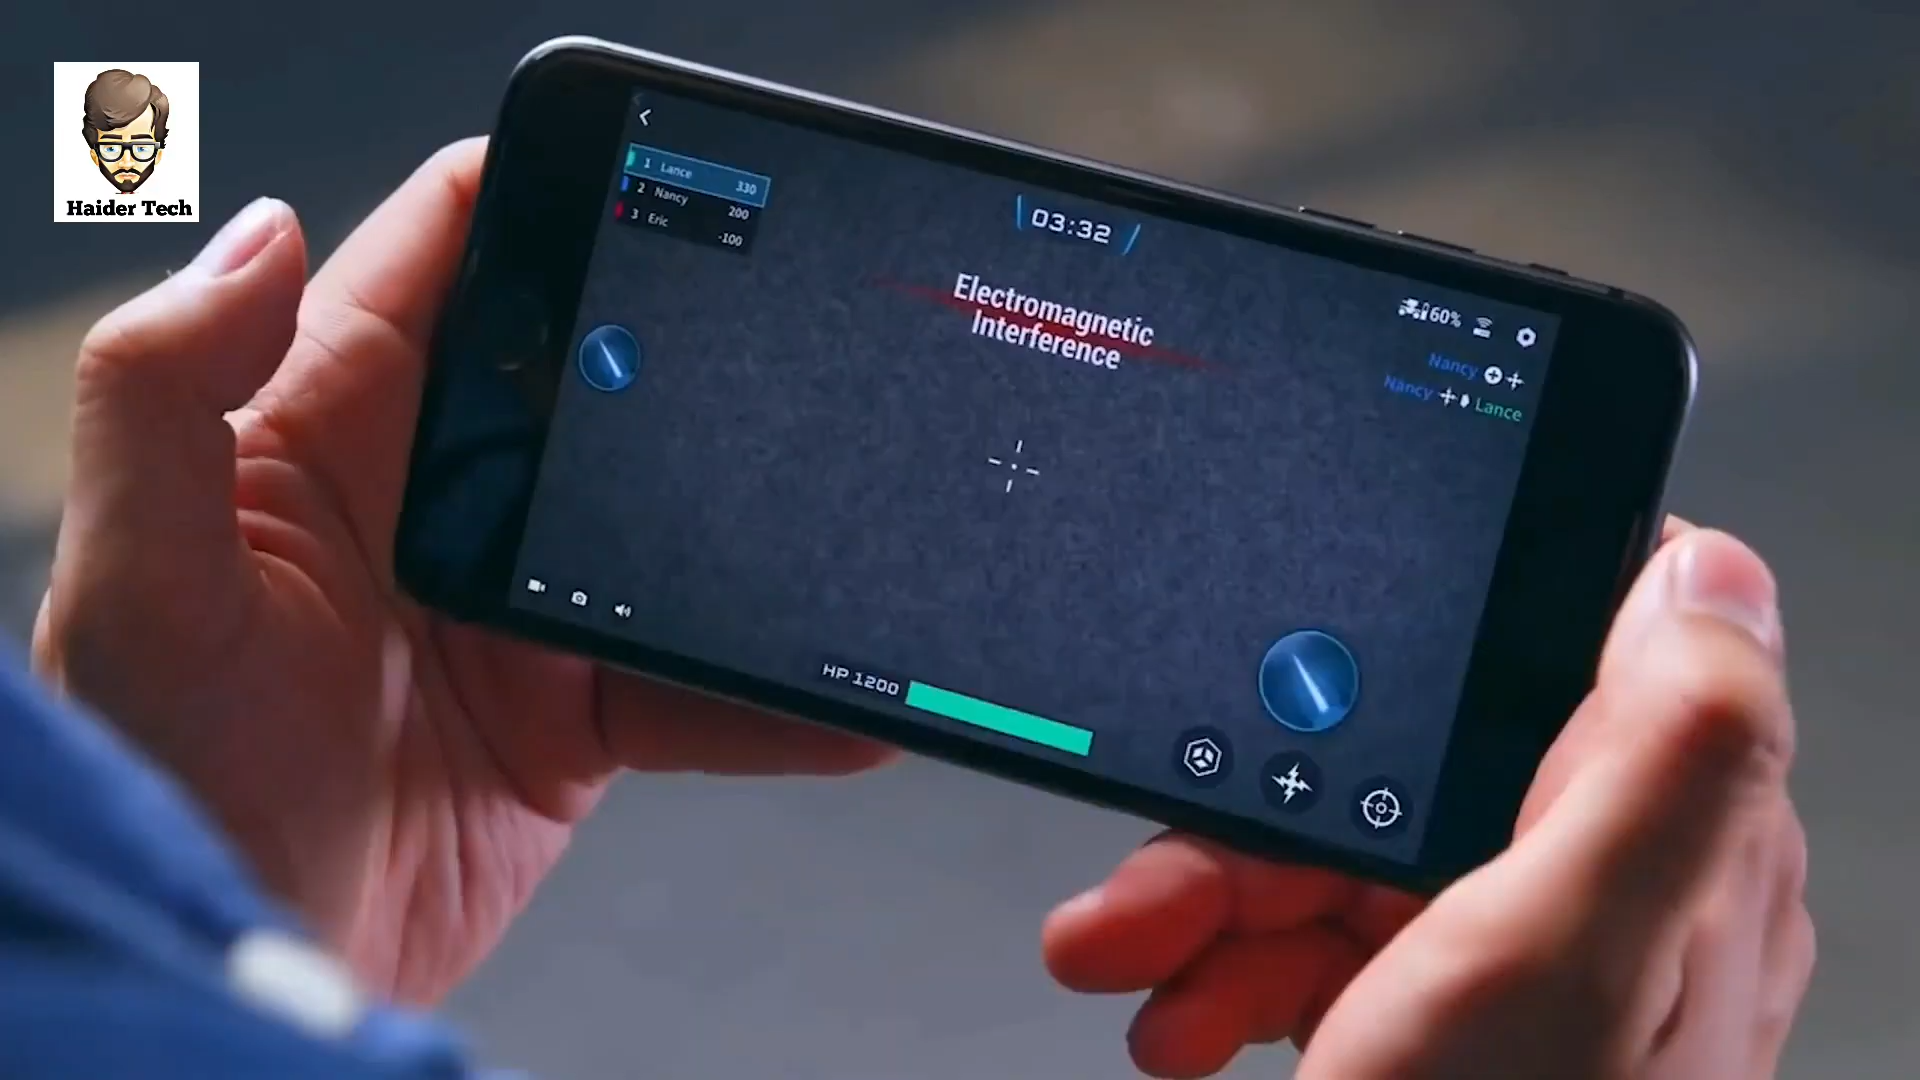 Haider Tech
1 Lance 330
2 Nancy 200
3 Eric -100
03:32
Electromagnetic
Interference
60%
Nancy
Nancy Lance
HP 1200